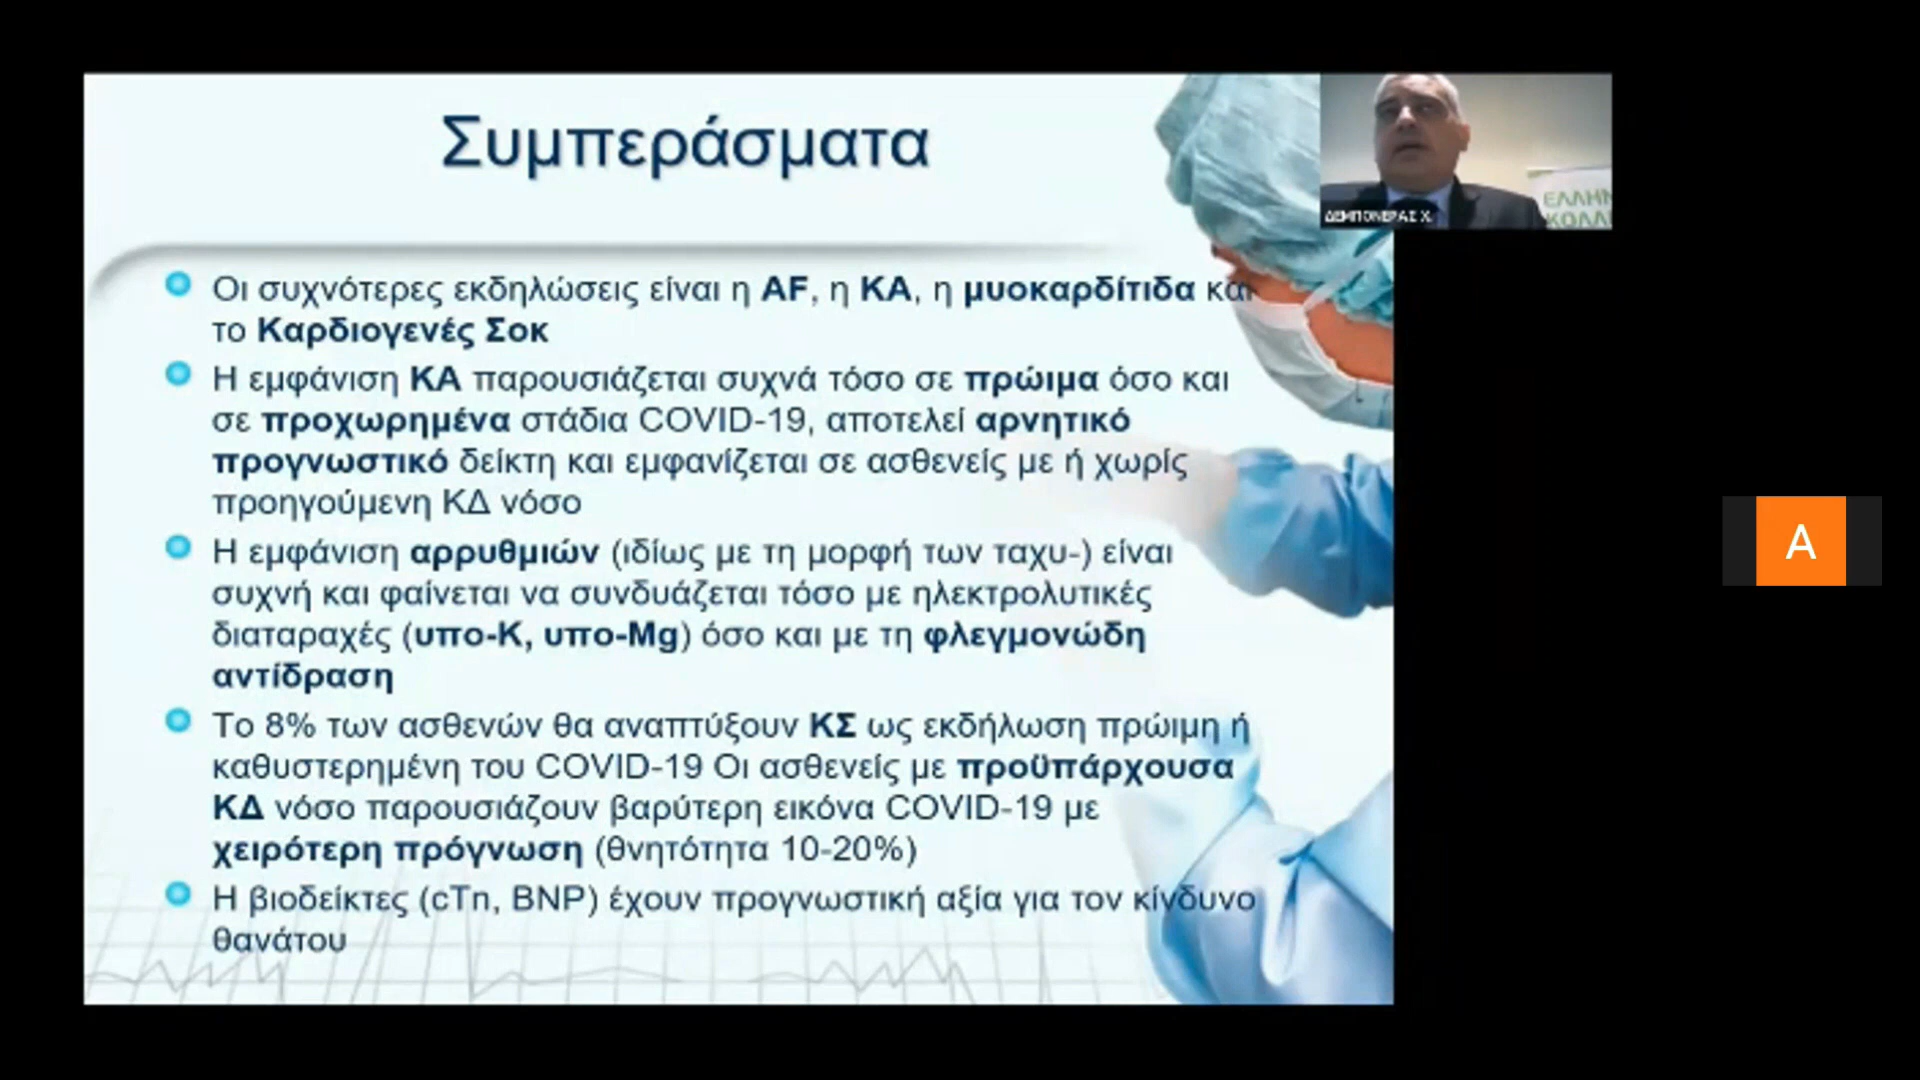 Συμπεράσματα
Οι συχνότερες εκδηλώσεις είναι η AF, η ΚΑ, η μυοκαρδίτιδα και
το Καρδιογενές Σοκ
Η εμφάνιση ΚΑ παρουσιάζεται συχνά τόσο σε πρώιμα όσο και
σε προχωρημένα στάδια COVID-19, αποτελεί αρνητικό
προγνωστικό δείκτη και εμφανίζεται σε ασθενείς με ή χωρίς
προηγούμενη ΚΔ νόσο
Η εμφάνιση αρρυθμιών (ιδίως με τη μορφή των ταχυ-) είναι
συχνή και φαίνεται να συνδυάζεται τόσο με ηλεκτρολυτικές
διαταραχές (υπο-Κ, υπο-Mg) όσο και με τη φλεγμονώδη
αντίδραση
Το 8% των ασθενών θα αναπτύξουν ΚΣ ως εκδήλωση πρώιμη ή
καθυστερημένη του COVID-19 Οι ασθενείς με προϋπάρχουσα
ΚΔ νόσο παρουσιάζουν βαρύτερη εικόνα COVID-19 με
χειρότερη πρόγνωση (θνητότητα 10-20%)
Η βιοδείκτες (cTn, BNP) έχουν προγνωστική αξία για τον κίνδυνο
θανάτου
ΔΕΜΠΟΝΕΡΑΣ Χ.
ΕΛΛΗΝ
ΚΟΛΛ
A